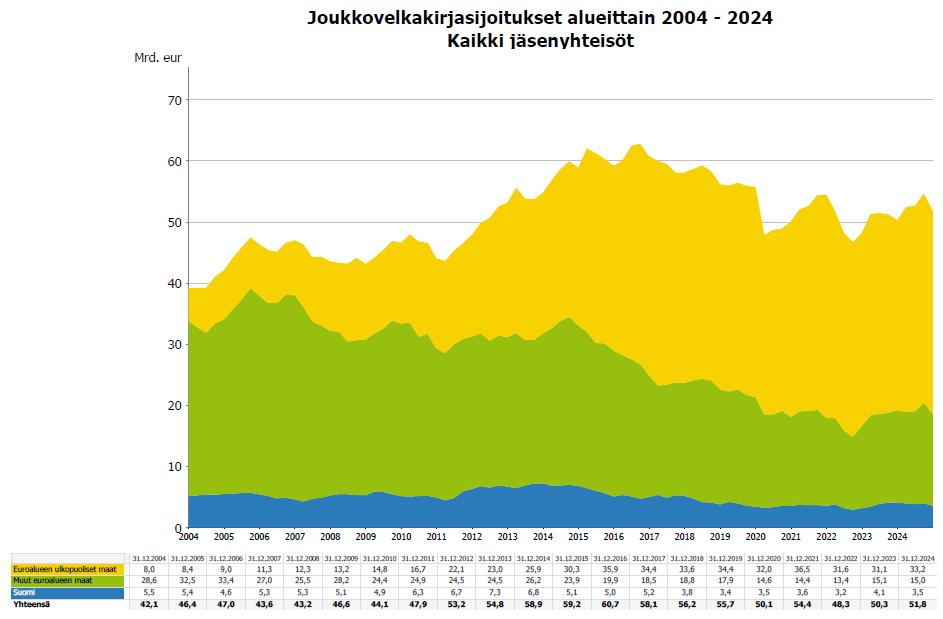 Joukkovelkakirjasijoitukset alueittain 2004 - 2024
Kaikki jäsenyhteisöt
Mrd. eur
70
60
50
40
30
20
10
0
2004 2005 2006 2007 2008 2009 2010 2011 2012 2013 2014 2015 2016 2017 2018 2019 2020 2021 2022 2023 2024
31.12.2004 31.12.2005 31.12.2006 31.12.2007 31.12.2008 31.12.2009 31.12.2010 31.12.2011 31.12.2012 31.12.2013 31.12.2014 31.12.2015 31.12.2016 31.12.2017 31.12.2018 31.12.2019 31.12.2020 31.12.2021 31.12.2022 31.12.2023 31.12.2024
Euroalueen ulkopuoliset maat 8,0 8,4 9,0 11,3 12,3 13,2 14,8 16,7 22,1 23,0 25,9 30,3 35,9 34,4 33,6 34,4 32,0 36,5 31,6 31,1 33,2
Muut euroalueen maat 28,6 32,5 33,4 27,0 25,5 28,2 24,4 24,9 24,5 24,5 26,2 23,9 19,9 18,5 18,8 17,9 14,6 14,4 13,4 15,1 15,0
Suomi 5,5 5,4 4,6 5,3 5,3 5,1 4,9 6,3 6,7 7,3 6,8 5,1 5,0 5,2 3,8 3,4 3,5 3,6 3,2 4,1 3,5
Yhteensä 42,1 46,4 47,0 43,6 43,2 46,6 44,1 47,9 53,2 54,8 58,9 59,2 60,7 58,1 56,2 55,7 50,1 54,4 48,3 50,3 51,8